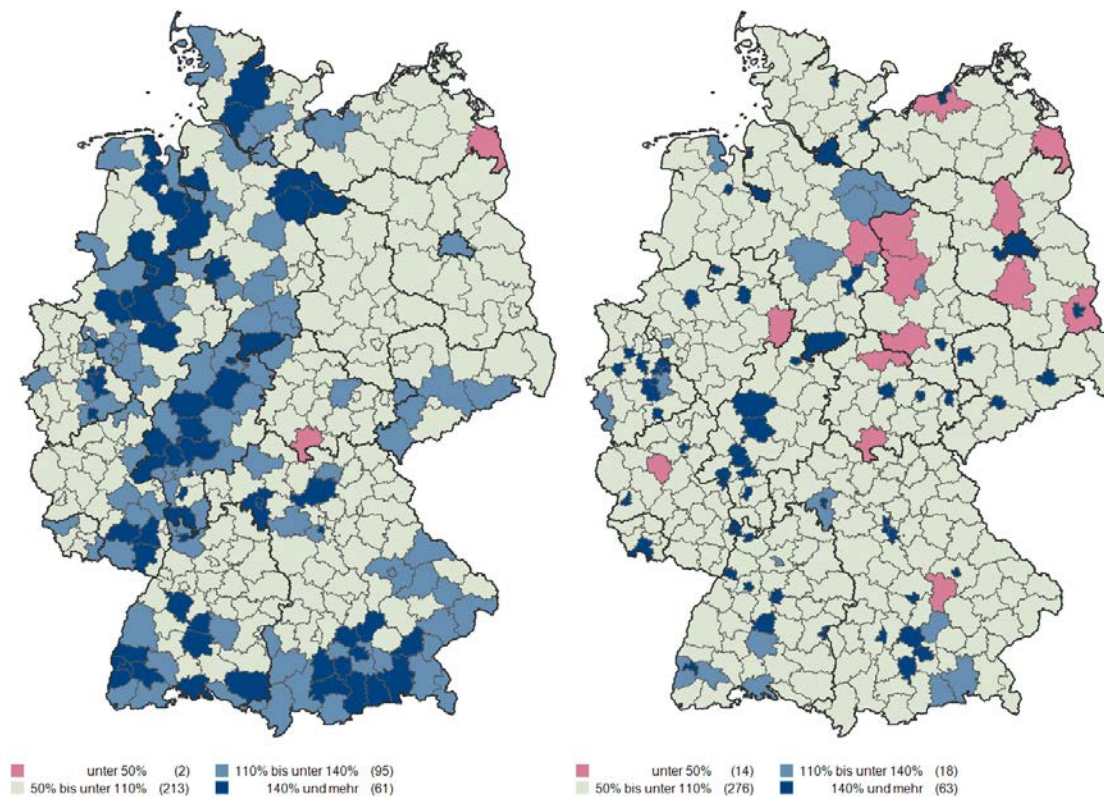 unter 50% (2) 110% bis unter 140% (95)
50% bis unter 110% (213) 140% und mehr (61)
unter 50% (14) 110% bis unter 140% (18)
50% bis unter 110% (276) 140% und mehr (63)